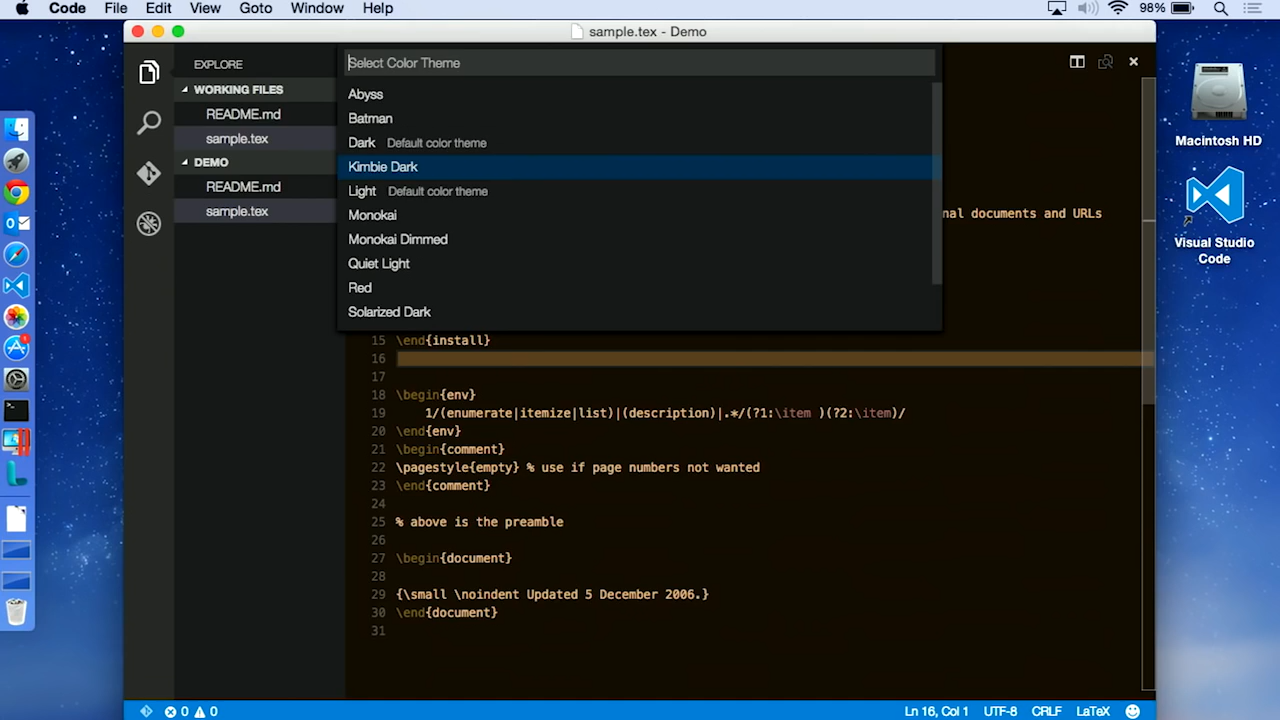 Code File Edit View Goto Window Help 98%
sample.tex - Demo
EXPLORE
WORKING FILES
README.md
sample.tex
DEMO
README.md
sample.tex
Select Color Theme
Abyss
Batman
Dark Default color theme
Kimbie Dark
Light Default color theme
Monokai
Monokai Dimmed
Quiet Light
Red
Solarized Dark
nal documents and URLs
15 \end{install}
16
17
18 \begin{env}
19 1/(enumerate|itemize|list)|(description)|.*/(?1:\item )(?2:\item)/
20 \end{env}
21 \begin{comment}
22 \pagestyle{empty} % use if page numbers not wanted
23 \end{comment}
24
25 % above is the preamble
26
27 \begin{document}
28
29 {\small \noindent Updated 5 December 2006.}
30 \end{document}
31
0 0
Ln 16, Col 1 UTF-8 CRLF LaTeX
Macintosh HD
Visual Studio
Code